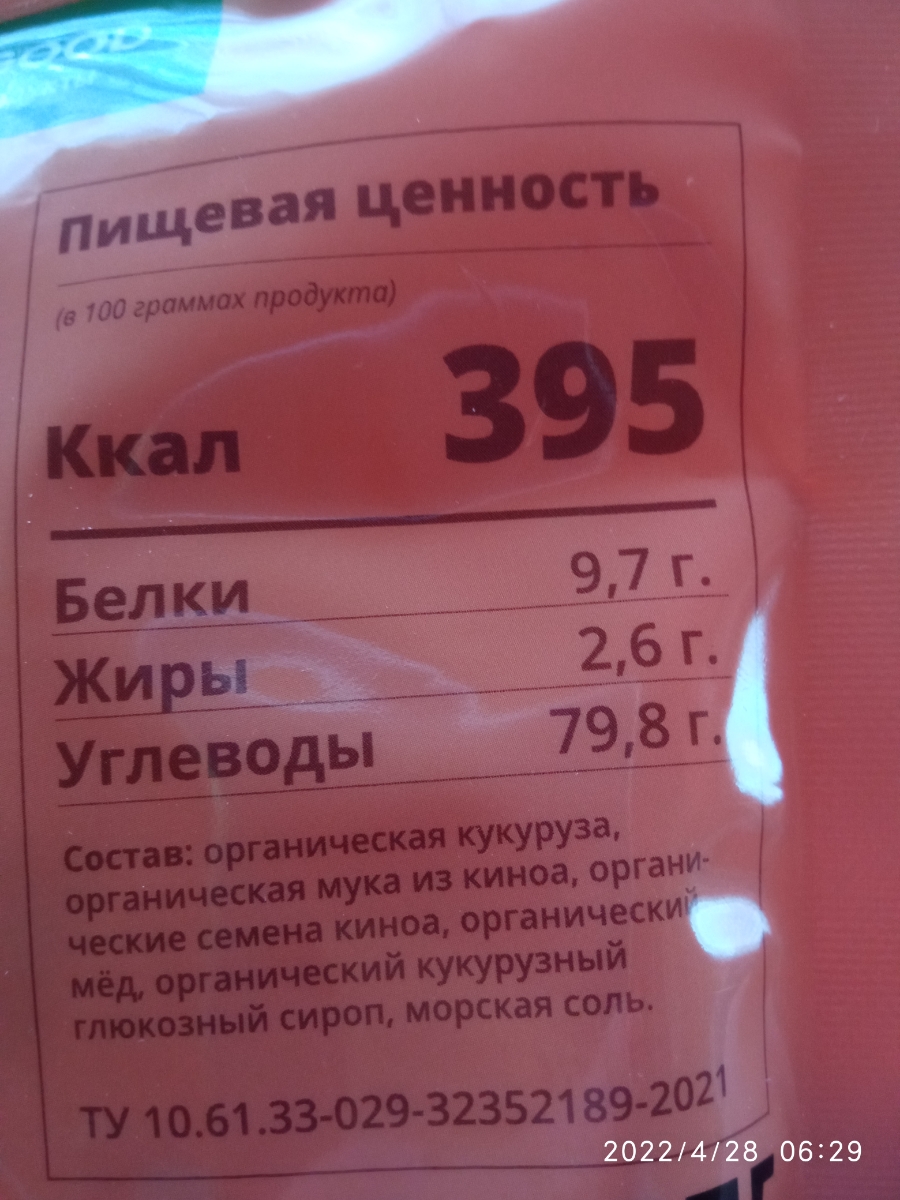 Пищевая ценность
(в 100 граммах продукта)
Ккал 395
Белки 9,7 г.
Жиры 2,6 г.
Углеводы 79,8 г.
Состав: органическая кукуруза,
органическая мука из киноа, органи-
ческие семена киноа, органический
мёд, органический кукурузный
глюкозный сироп, морская соль.
ТУ 10.61.33-029-32352189-2021
2022/4/28 06:29